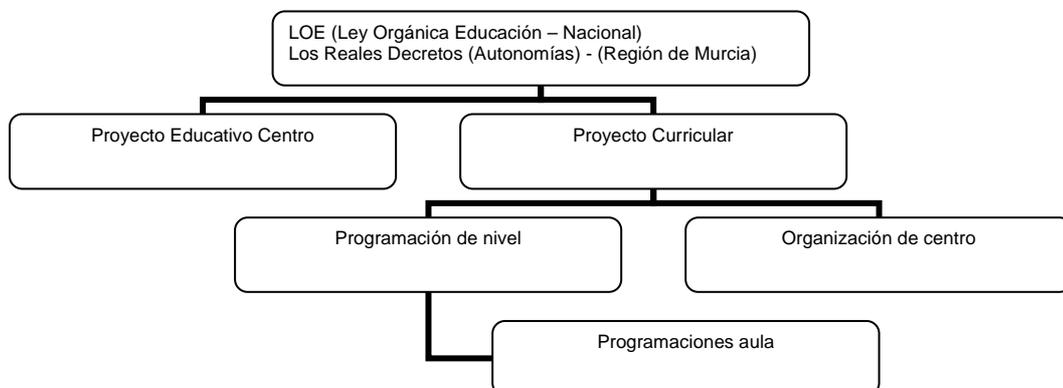 LOE (Ley Orgánica Educación – Nacional)
Los Reales Decretos (Autonomías) - (Región de Murcia)
Proyecto Educativo Centro
Proyecto Curricular
Programación de nivel
Organización de centro
Programaciones aula